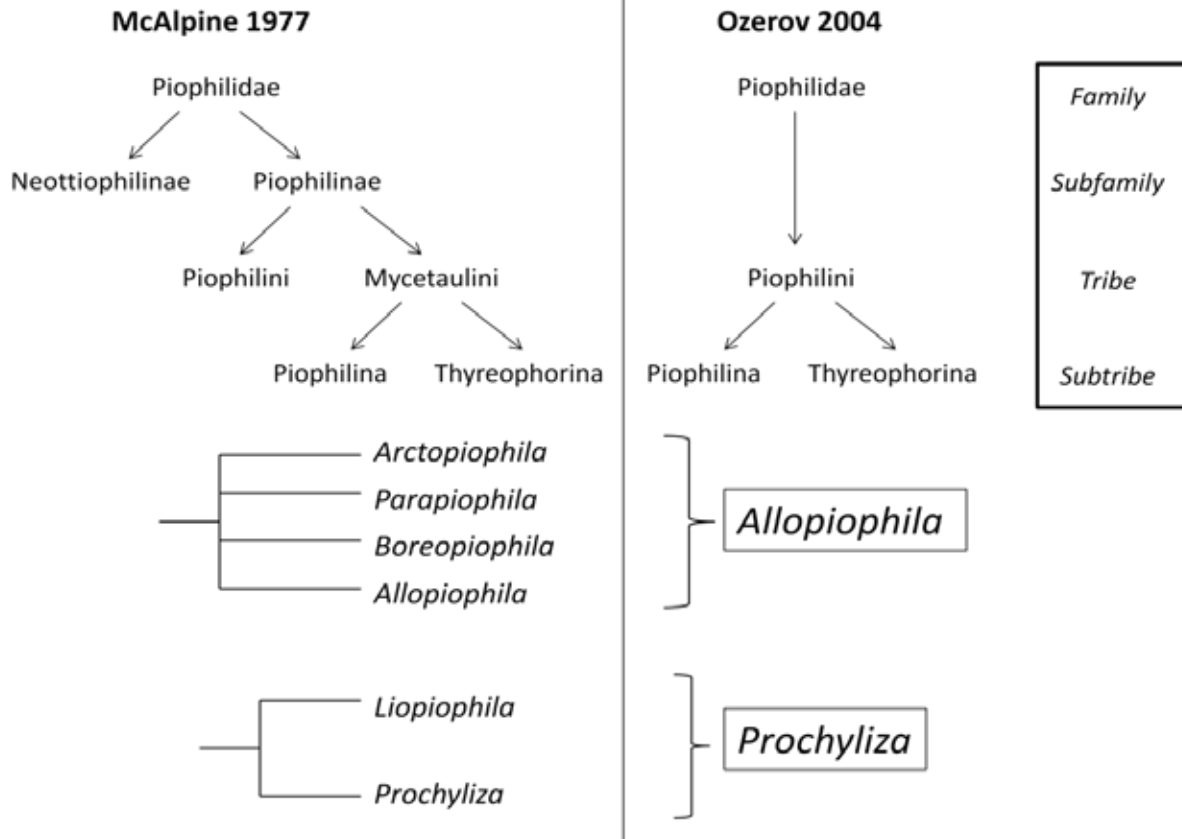 McAlpine 1977
Piophilidae
Neottiophilinae Piophilinae
Piophilini Mycetaulini
Piophilina Thyreophorina
Arctopiophila
Parapiophila
Boreopiophila
Allopiophila
Liopiophila
Prochyliza
Ozerov 2004
Piophilidae
Piophilini
Piophilina Thyreophorina
Allopiophila
Prochyliza
Family
Subfamily
Tribe
Subtribe